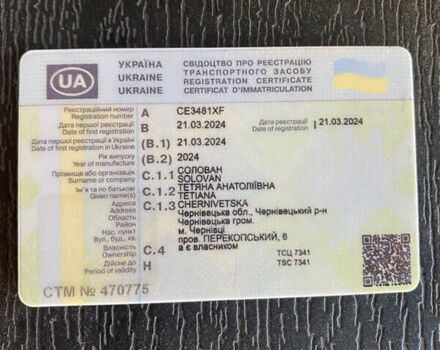 УКРАЇНА
UKRAINE
UKRAINE
UA
СВІДОЦТВО ПРО РЕЄСТРАЦІЮ
ТРАНСПОРТНОГО ЗАСОБУ
REGISTRATION CERTIFICATE
CERTIFICAT D'IMMATRICULATION
Реєстраційний номер
Registration number
A CE3481XF
Дата першої реєстрації
Date of first registration
B 21.03.2024
Дата реєстрації
Date of registration
I 21.03.2024
Дата першої реєстрації в Україні
Date of first registration in Ukraine
(B.1) 21.03.2024
Рік випуску
Year of manufacture
(B.2) 2024
Прізвище або організація
Surname or company
C.1.1 СОЛОВАН
SOLOVAN
Ім'я та по батькові
Given name(s)
C.1.2 ТЕТЯНА АНАТОЛІЇВНА
TETIANA
Адреса
Address
Область
Район
Нас. пункт
Вул., буд., кв.
C.1.3 CHERNIVETSKA
Чернівецька обл., Чернівецький р-н
Чернівецька гром.
м. Чернівці
пров. ПЕРЕКОПСЬКИЙ, 6
Власність
Ownership
C.4 а є власником
Дійсне до
Period of validity
H
ТСЦ 7341
TSC 7341
СТМ № 470775